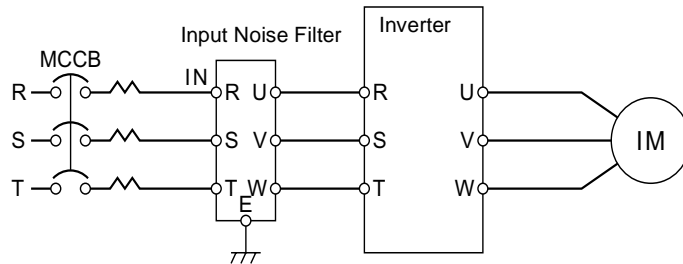 Input Noise Filter Inverter
MCCB
IN
R R U R U
S S V S V IM
T T W T W
E